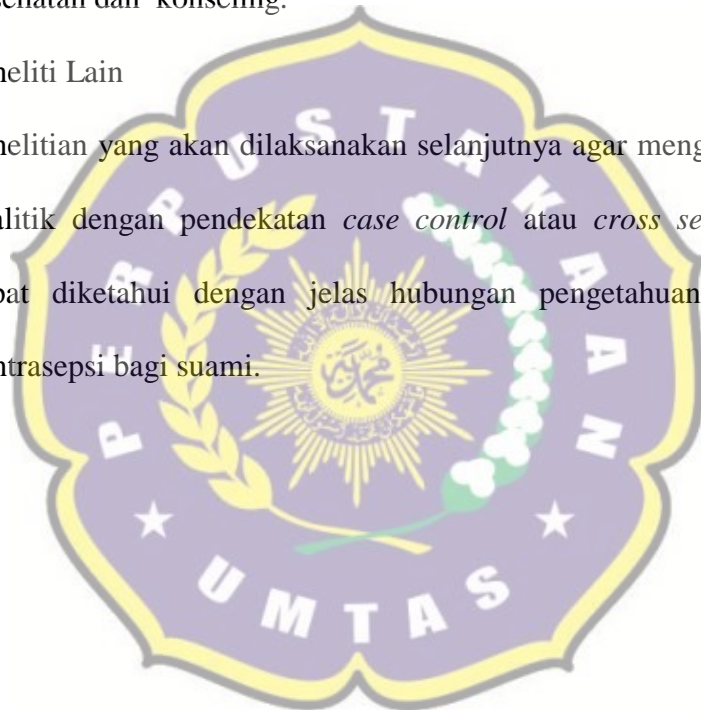 sehatan dan konseling.
neliti Lain
nelitian yang akan dilaksanakan selanjutnya agar meng
alitik dengan pendekatan case control atau cross se
pat diketahui dengan jelas hubungan pengetahuan
ntrasepsi bagi suami.
PERPUSTAKAAN
UMTAS